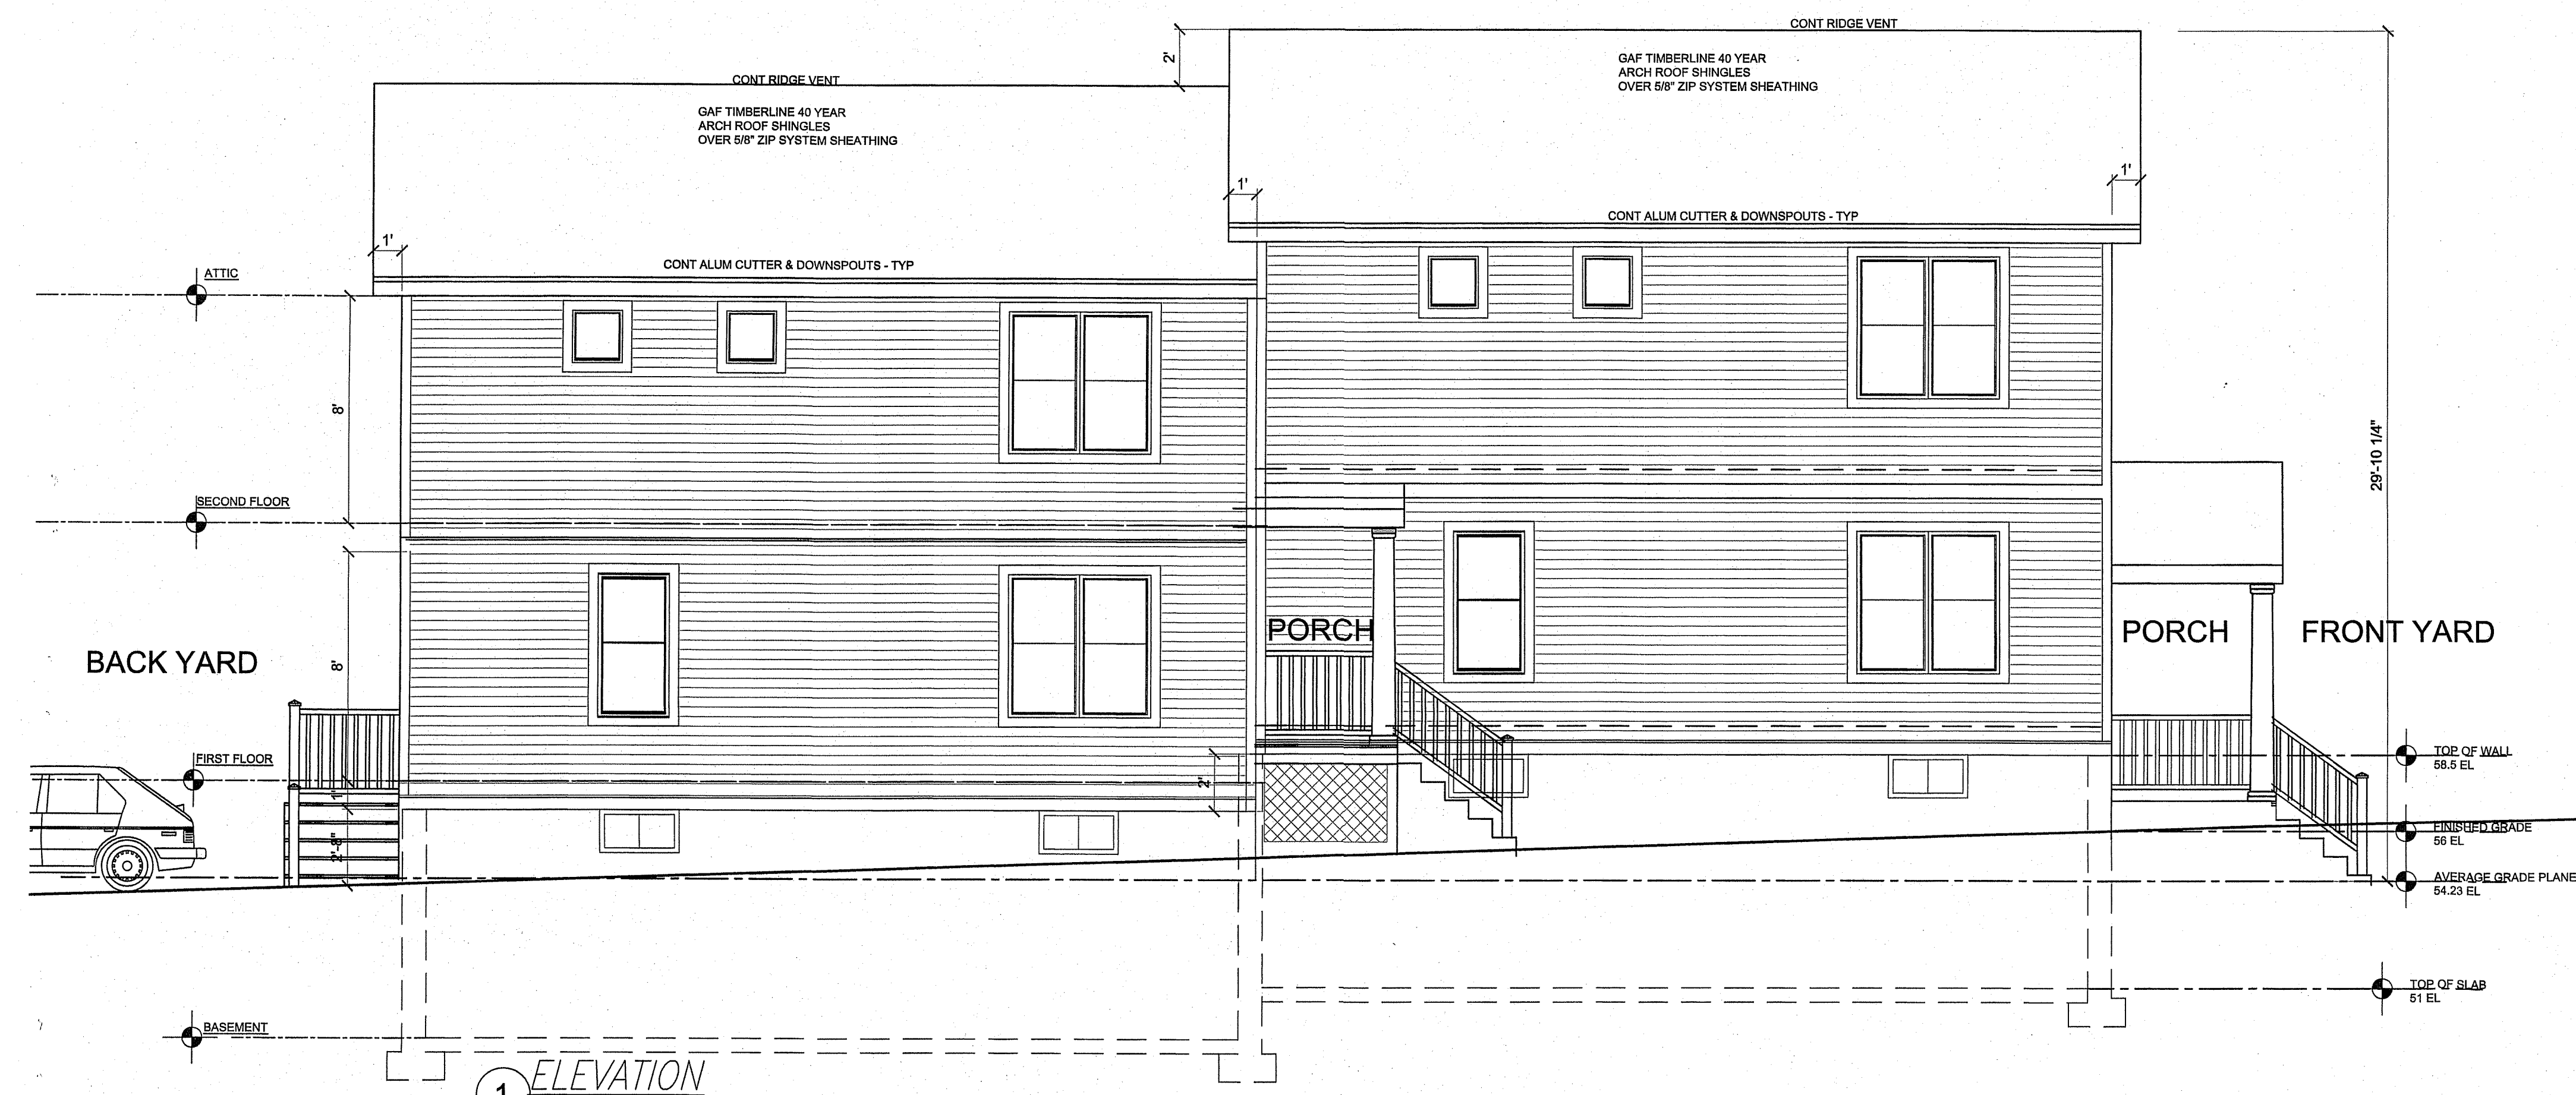 CONT RIDGE VENT
2'
GAF TIMBERLINE 40 YEAR
ARCH ROOF SHINGLES
OVER 5/8" ZIP SYSTEM SHEATHING
CONT RIDGE VENT
GAF TIMBERLINE 40 YEAR
ARCH ROOF SHINGLES
OVER 5/8" ZIP SYSTEM SHEATHING
1'
1'
CONT ALUM CUTTER & DOWNSPOUTS - TYP
1'
CONT ALUM CUTTER & DOWNSPOUTS - TYP
ATTIC
8'
29'-10 1/4"
SECOND FLOOR
PORCH
PORCH
FRONT YARD
BACK YARD
8'
FIRST FLOOR
TOP OF WALL
58.5 EL
2'
1'
FINISHED GRADE
56 EL
2'-8"
AVERAGE GRADE PLANE
54.23 EL
TOP OF SLAB
51 EL
BASEMENT
1 ELEVATION